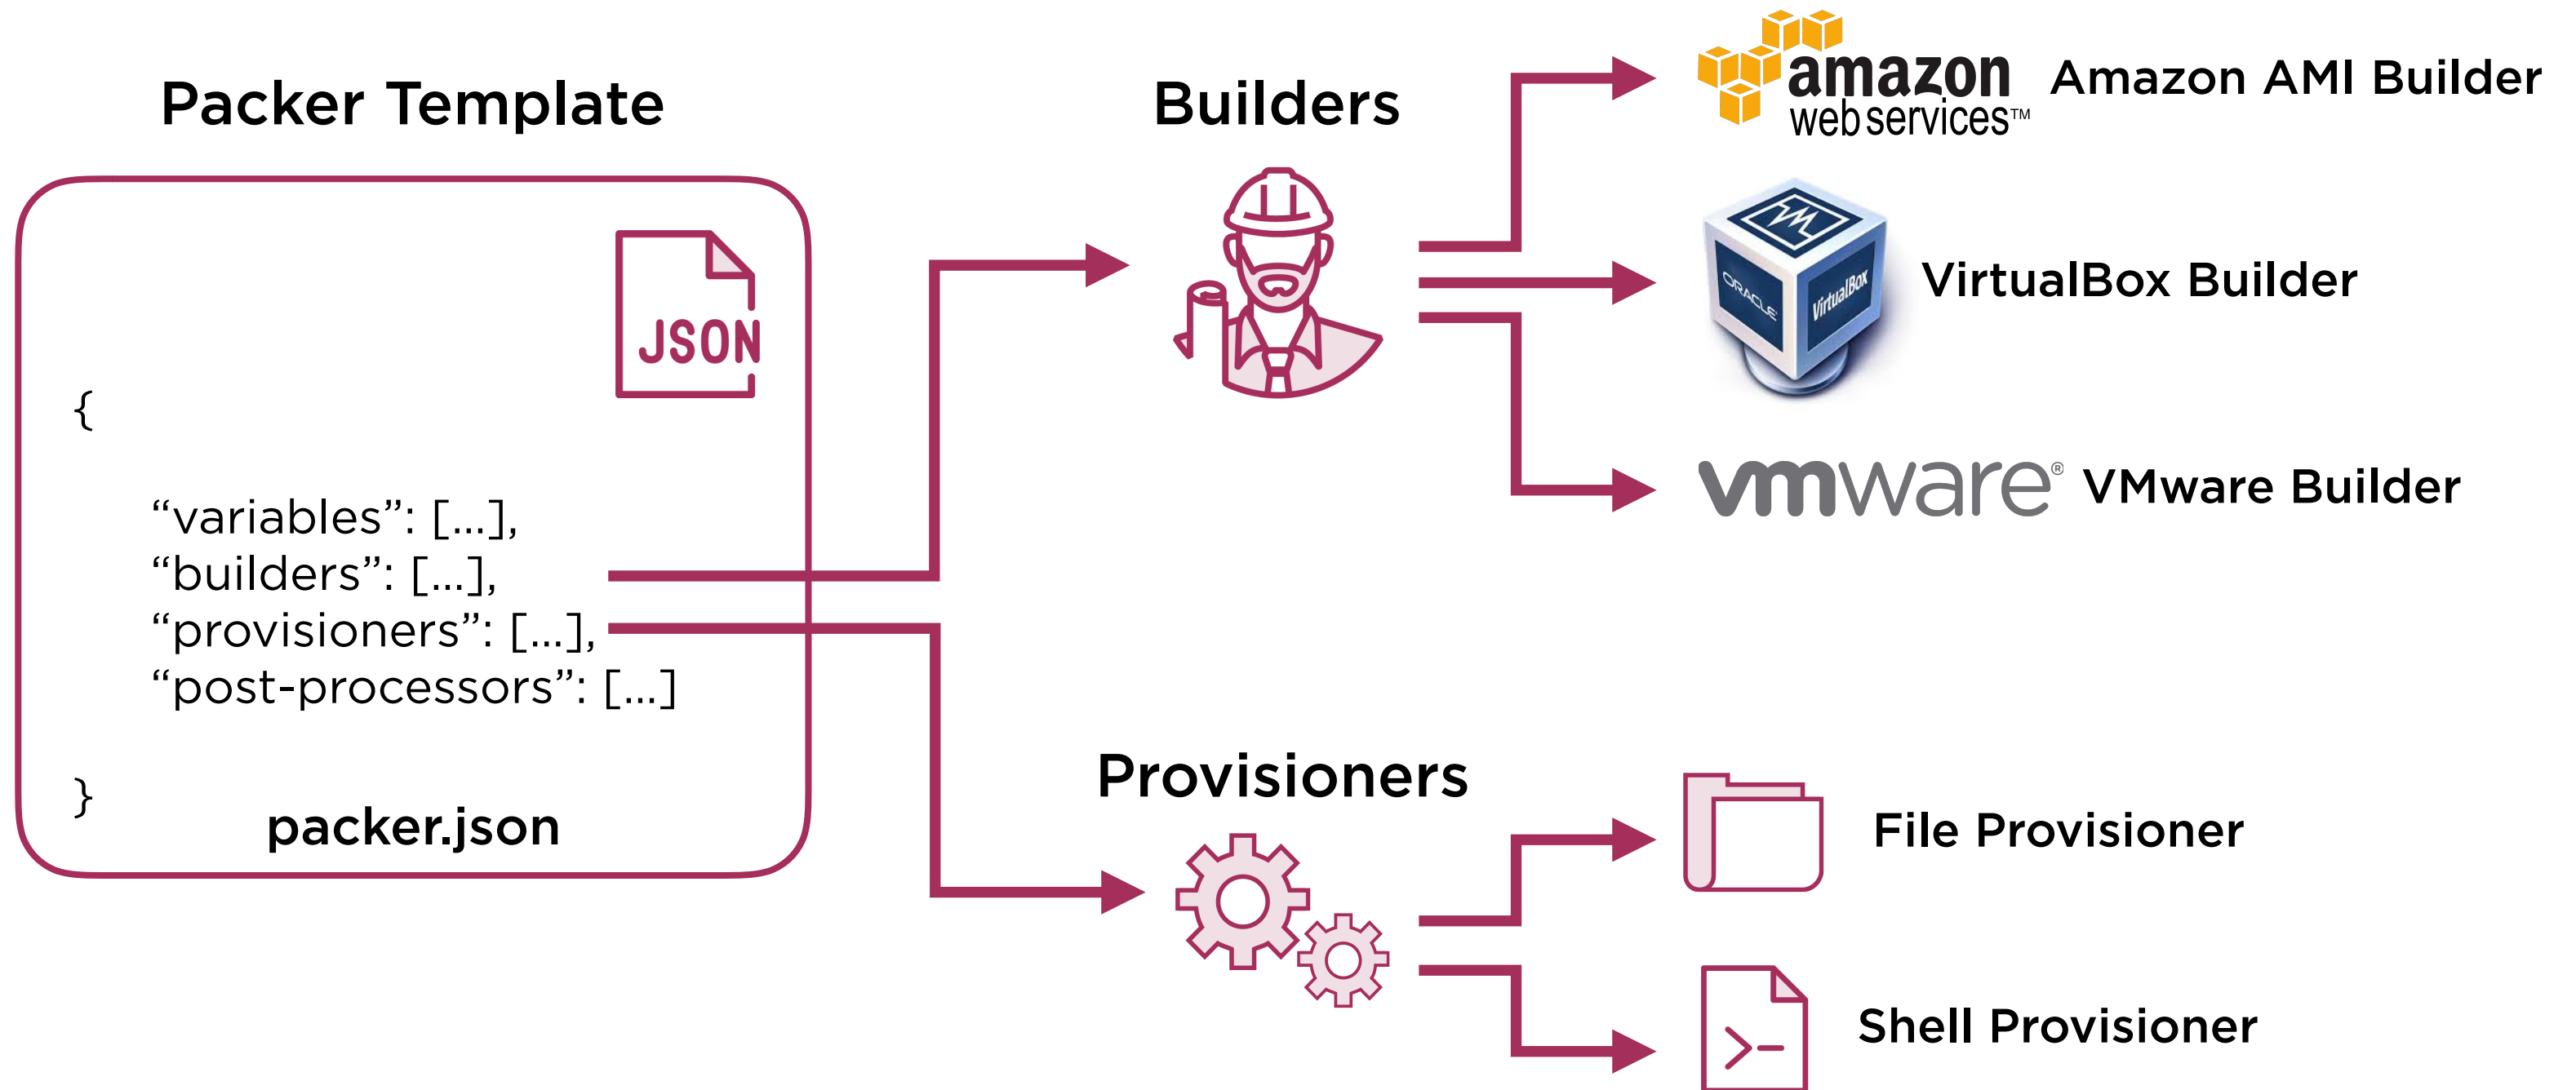 Packer Template
JSON
{
“variables”: [...],
“builders”: [...],
“provisioners”: [...],
“post-processors”: [...]
}
packer.json
Builders
amazon
web services™
Amazon AMI Builder
ORACLE
VirtualBox
VirtualBox Builder
vmware®
VMware Builder
Provisioners
File Provisioner
>-
Shell Provisioner